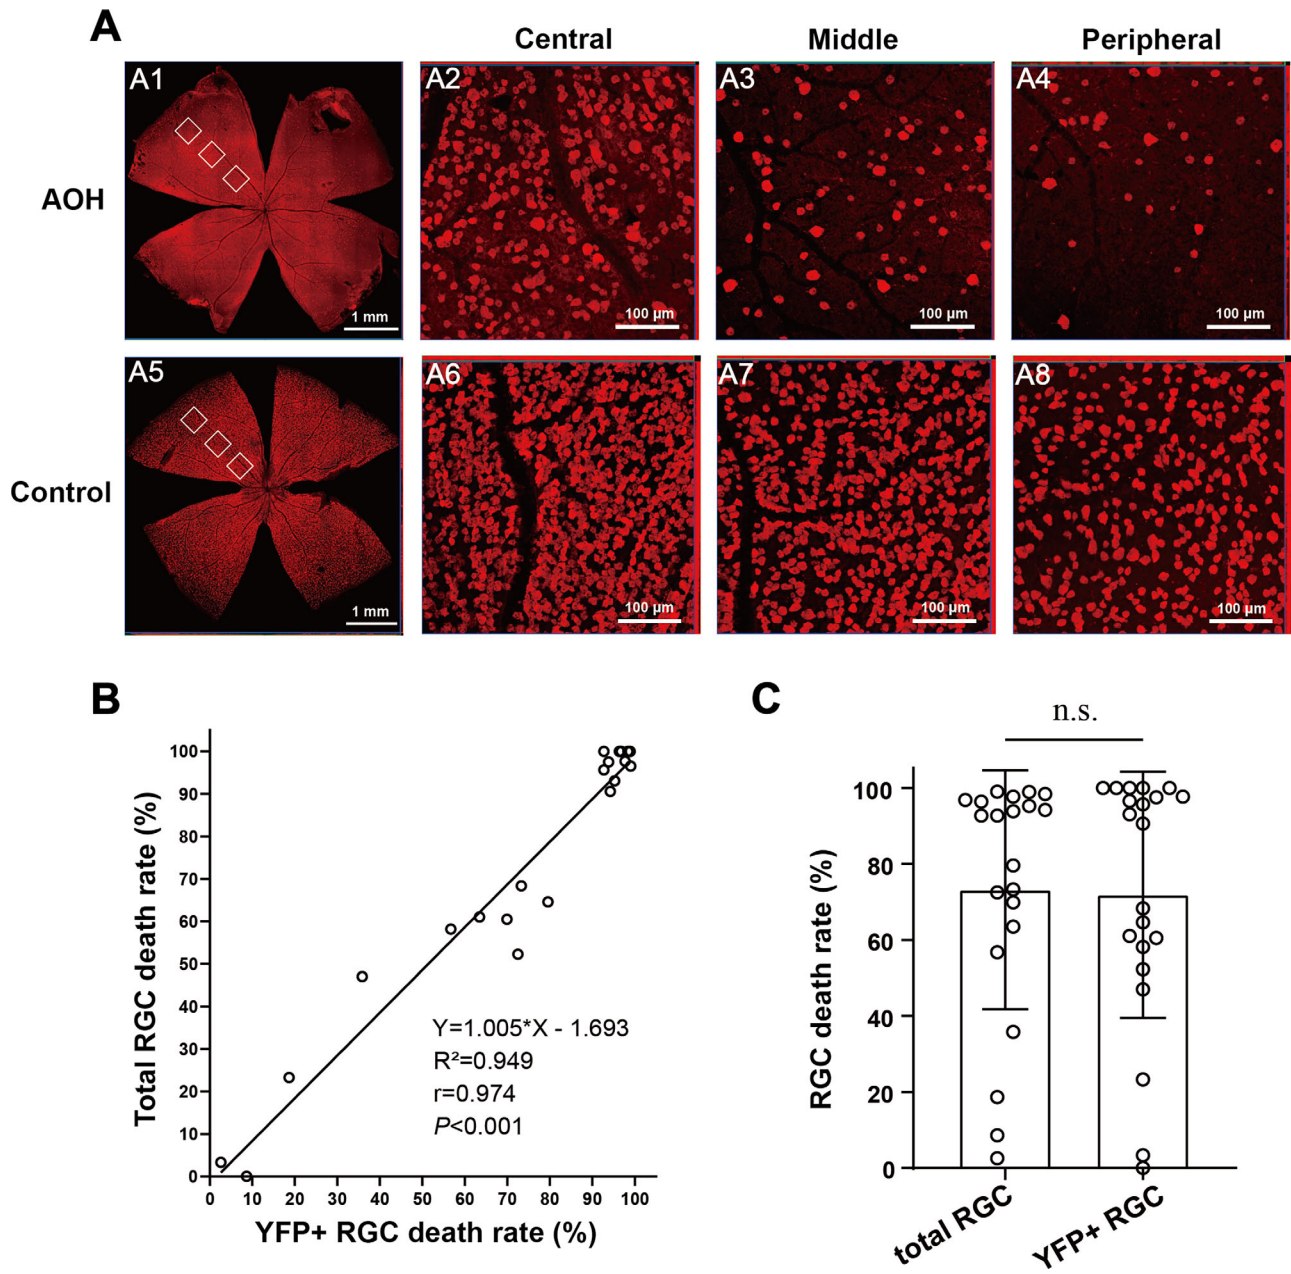 A
Central
Middle
Peripheral
AOH
A1
1 mm
A2
100 µm
A3
100 µm
A4
100 µm
Control
A5
1 mm
A6
100 µm
A7
100 µm
A8
100 µm
B
Total RGC death rate (%)
100
90
80
70
60
50
40
30
20
10
0
Y=1.005*X - 1.693
R²=0.949
r=0.974
P<0.001
0 10 20 30 40 50 60 70 80 90 100
YFP+ RGC death rate (%)
C
n.s.
RGC death rate (%)
100
80
60
40
20
0
total RGC
YFP+ RGC